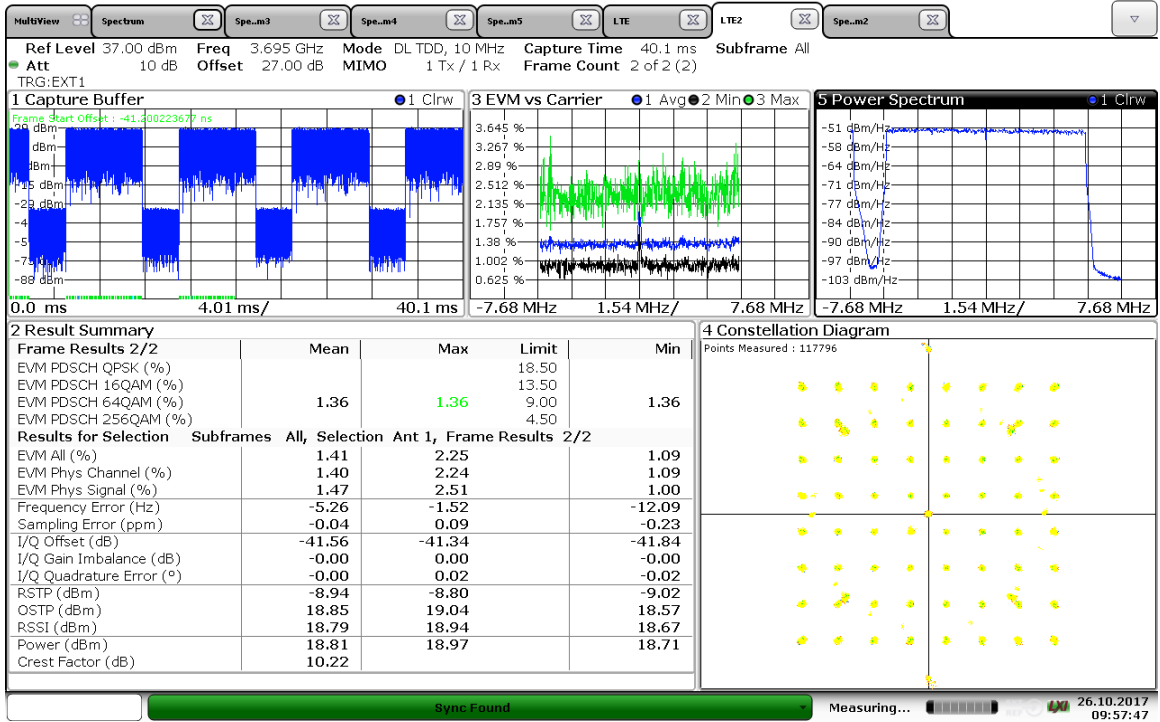 MultiView Spectrum Spe..m3 Spe..m4 Spe..m5 LTE LTE2 Spe..m2
Ref Level 37.00 dBm Freq 3.695 GHz Mode DL TDD, 10 MHz Capture Time 40.1 ms Subframe All
Att 10 dB Offset 27.00 dB MIMO 1 Tx / 1 Rx Frame Count 2 of 2 (2)
TRG:EXT1
1 Capture Buffer 1 Clrw
Frame Start Offset : -41.200223677 ns
dBm
dBm
-15 dBm
-29 dBm
-88 dBm
0.0 ms 4.01 ms/ 40.1 ms
3 EVM vs Carrier 1 Avg 2 Min 3 Max
3.645 %
3.267 %
2.89 %
2.512 %
2.135 %
1.757 %
1.38 %
1.002 %
0.625 %
-7.68 MHz 1.54 MHz/ 7.68 MHz
5 Power Spectrum 1 Clrw
-51 dBm/Hz
-58 dBm/Hz
-64 dBm/Hz
-71 dBm/Hz
-77 dBm/Hz
-84 dBm/Hz
-90 dBm/Hz
-97 dBm/Hz
-103 dBm/Hz
-7.68 MHz 1.54 MHz/ 7.68 MHz
2 Result Summary
Frame Results 2/2 Mean Max Limit Min
EVM PDSCH QPSK (%) 18.50
EVM PDSCH 16QAM (%) 13.50
EVM PDSCH 64QAM (%) 1.36 1.36 9.00 1.36
EVM PDSCH 256QAM (%) 4.50
Results for Selection Subframes All, Selection Ant 1, Frame Results 2/2
EVM All (%) 1.41 2.25 1.09
EVM Phys Channel (%) 1.40 2.24 1.09
EVM Phys Signal (%) 1.47 2.51 1.00
Frequency Error (Hz) -5.26 -1.52 -12.09
Sampling Error (ppm) -0.04 0.09 -0.23
I/Q Offset (dB) -41.56 -41.34 -41.84
I/Q Gain Imbalance (dB) -0.00 0.00 -0.00
I/Q Quadrature Error (°) -0.00 0.02 -0.02
RSTP (dBm) -8.94 -8.80 -9.02
OSTP (dBm) 18.85 19.04 18.57
RSSI (dBm) 18.79 18.94 18.67
Power (dBm) 18.81 18.97 18.71
Crest Factor (dB) 10.22
4 Constellation Diagram
Points Measured : 117796
Sync Found
Measuring...
LXI
26.10.2017
09:57:47